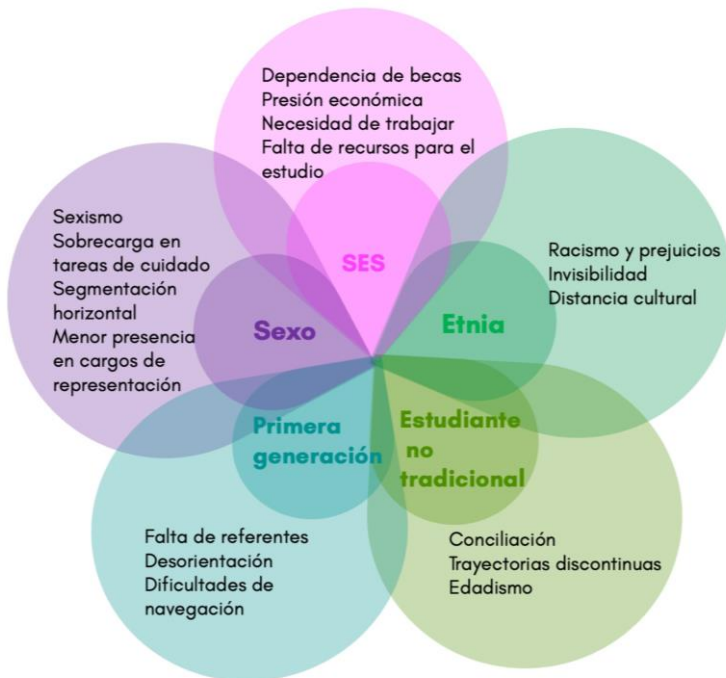 Dependencia de becas
Presión económica
Necesidad de trabajar
Falta de recursos para el
estudio
SES
Sexismo
Sobrecarga en
tareas de cuidado
Segmentación
horizontal
Menor presencia
en cargos de
representación
Sexo
Racismo y prejuicios
Invisibilidad
Distancia cultural
Etnia
Primera
generación
Estudiante
no
tradicional
Falta de referentes
Desorientación
Dificultades de
navegación
Conciliación
Trayectorias discontinuas
Edadismo